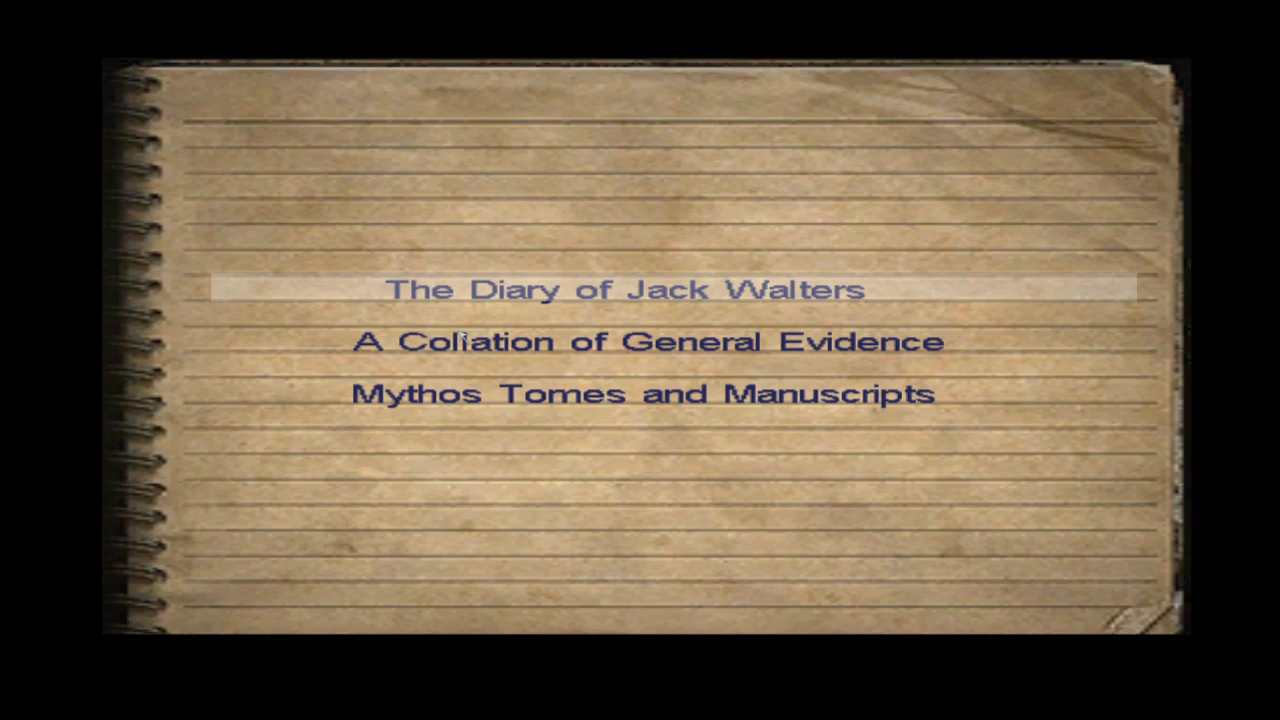 The Diary of Jack Walters
A Collation of General Evidence
Mythos Tomes and Manuscripts